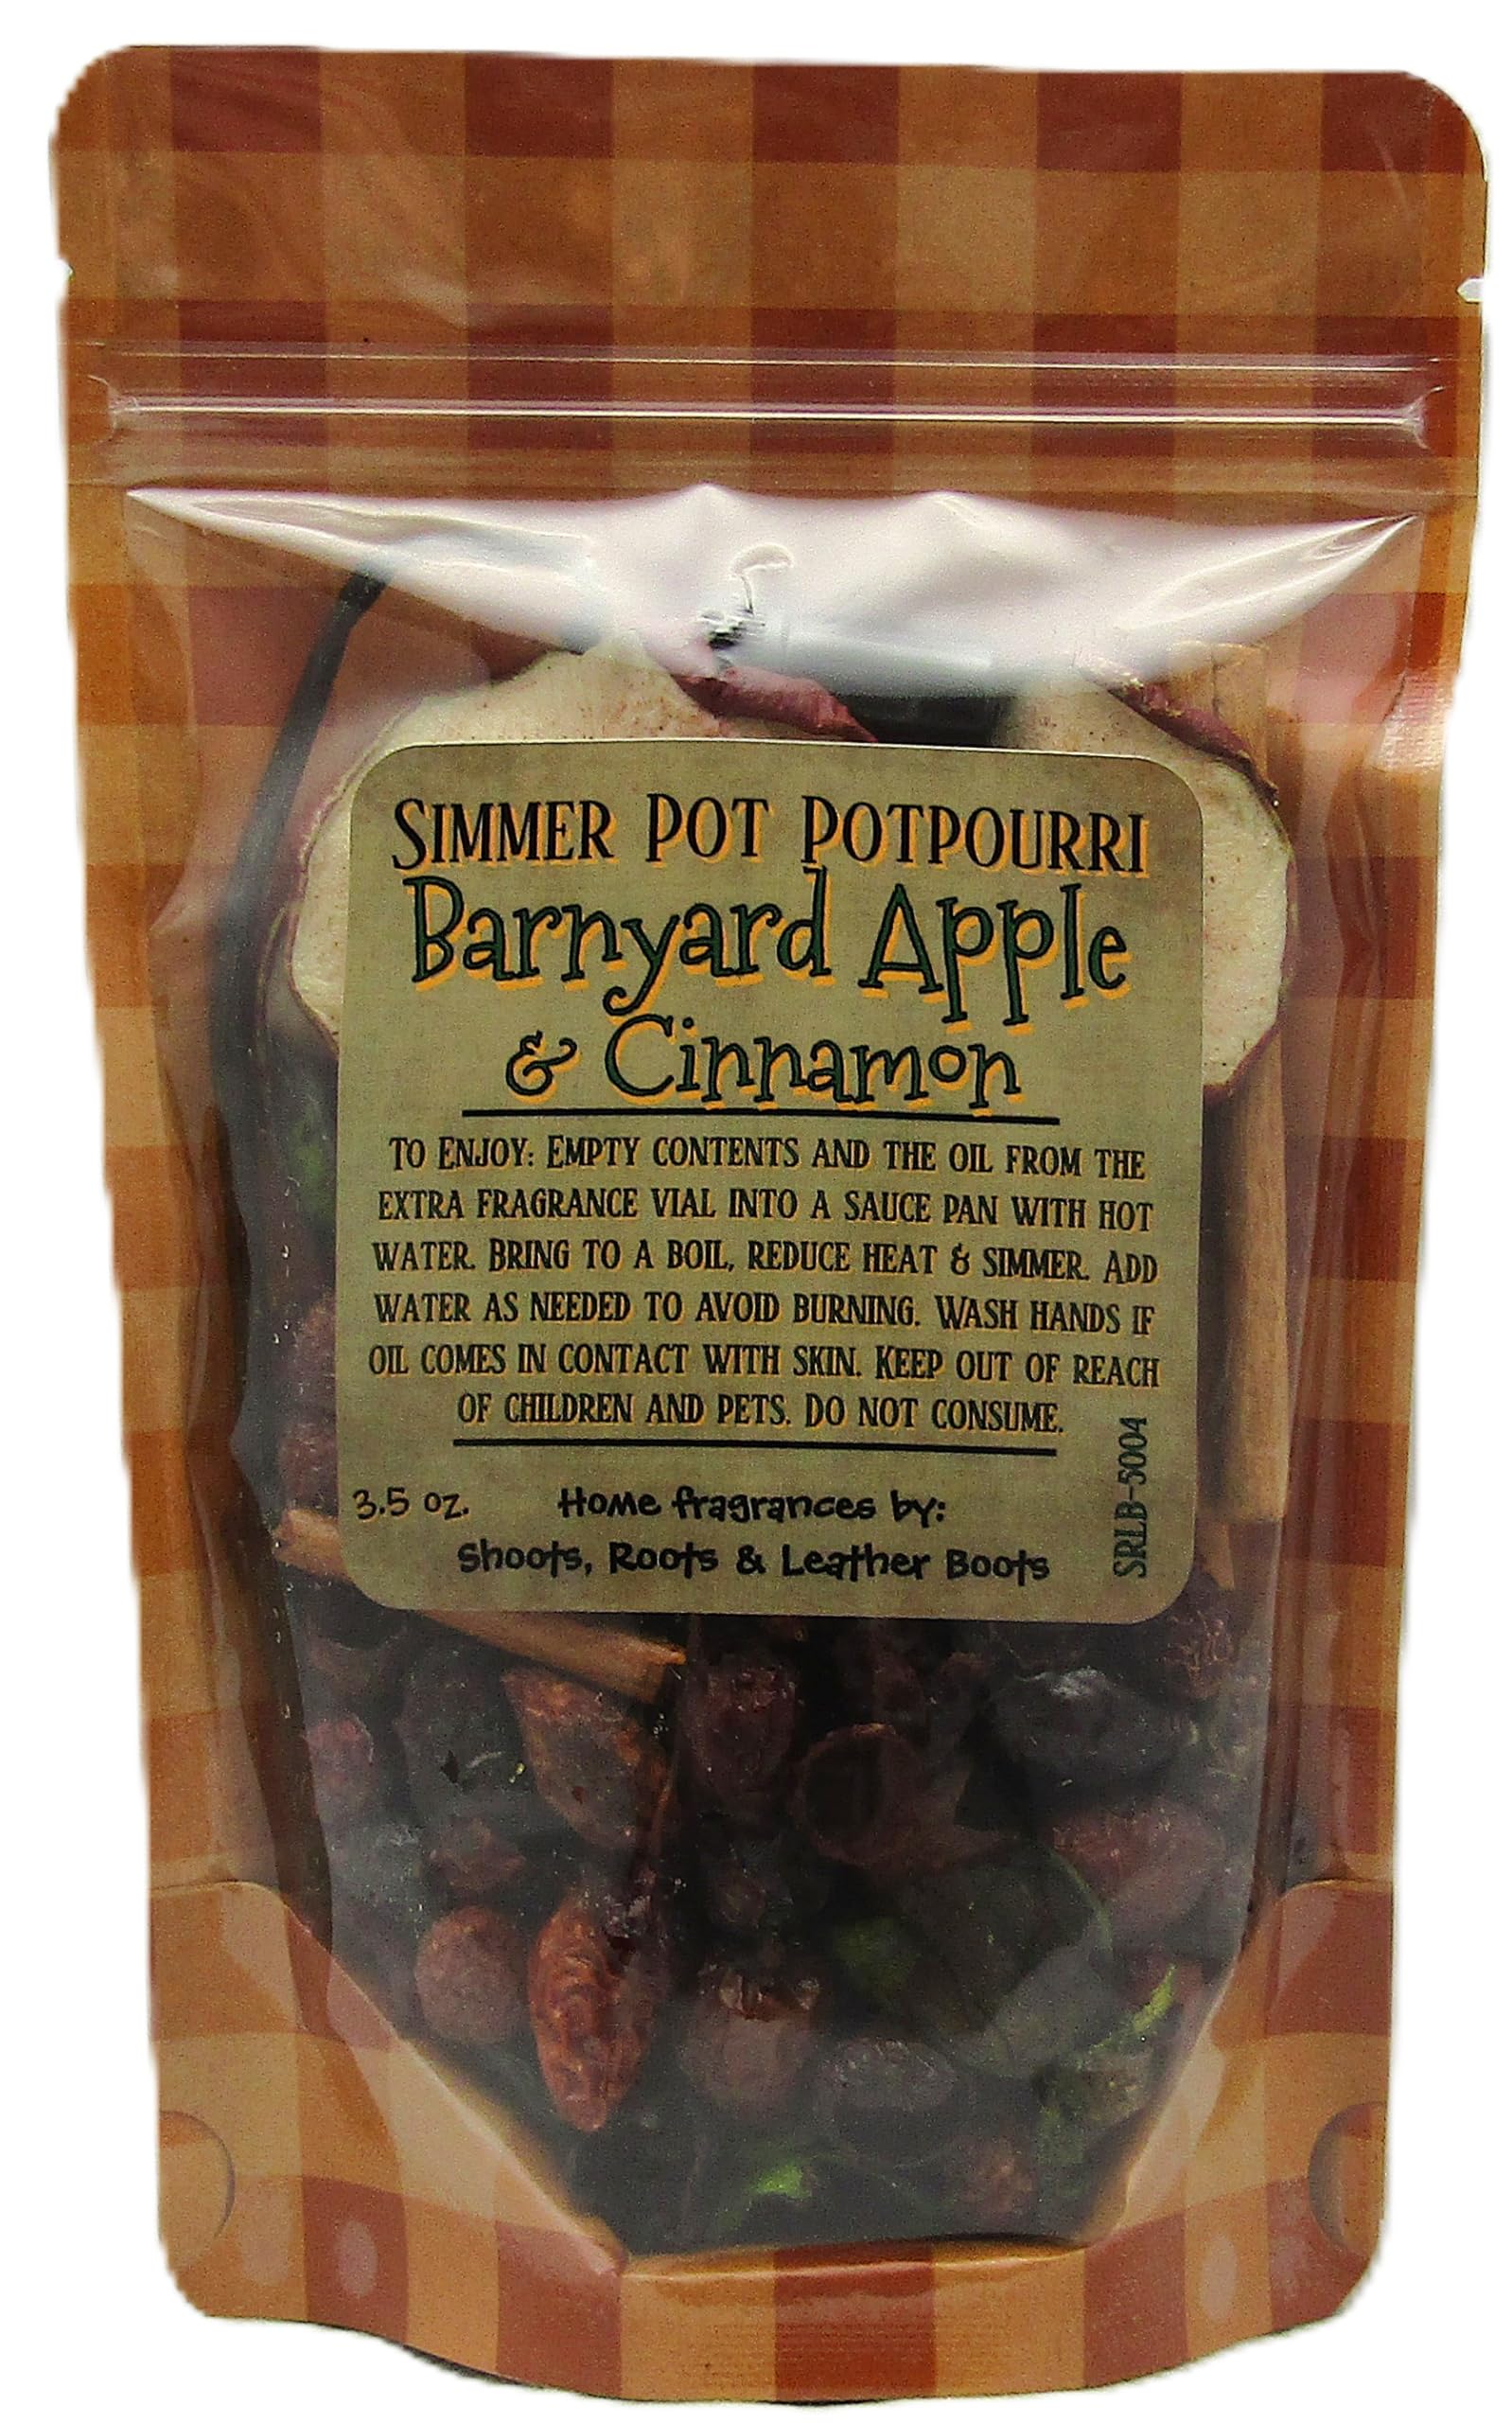 SIMMER POT POTPOURRI
Barnyard Apple
& Cinnamon
TO ENJOY: EMPTY CONTENTS AND THE OIL FROM THE
EXTRA FRAGRANCE VIAL INTO A SAUCE PAN WITH HOT
WATER. BRING TO A BOIL, REDUCE HEAT & SIMMER. ADD
WATER AS NEEDED TO AVOID BURNING. WASH HANDS IF
OIL COMES IN CONTACT WITH SKIN. KEEP OUT OF REACH
OF CHILDREN AND PETS. DO NOT CONSUME.
3.5 oz. Home fragrances by:
Shoots, Roots & Leather Boots
SRLB-5004